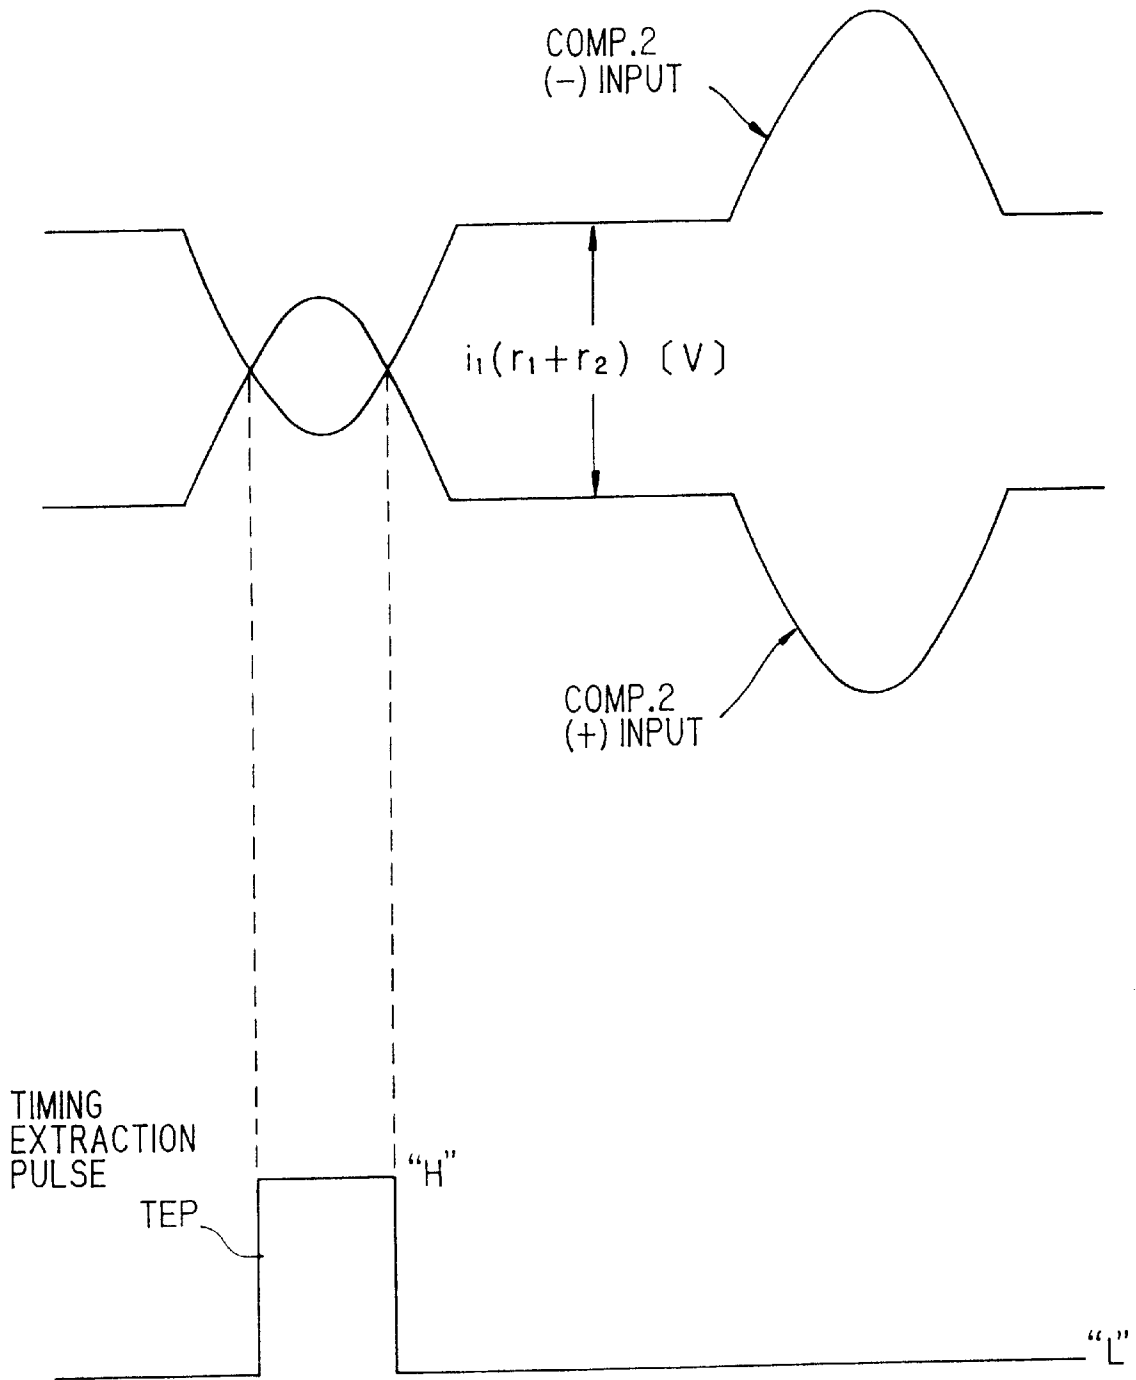 COMP.2
(−) INPUT
i₁(r₁+r₂) 〔V〕
COMP.2
(+) INPUT
TIMING
EXTRACTION
PULSE
“H”
TEP
“L”